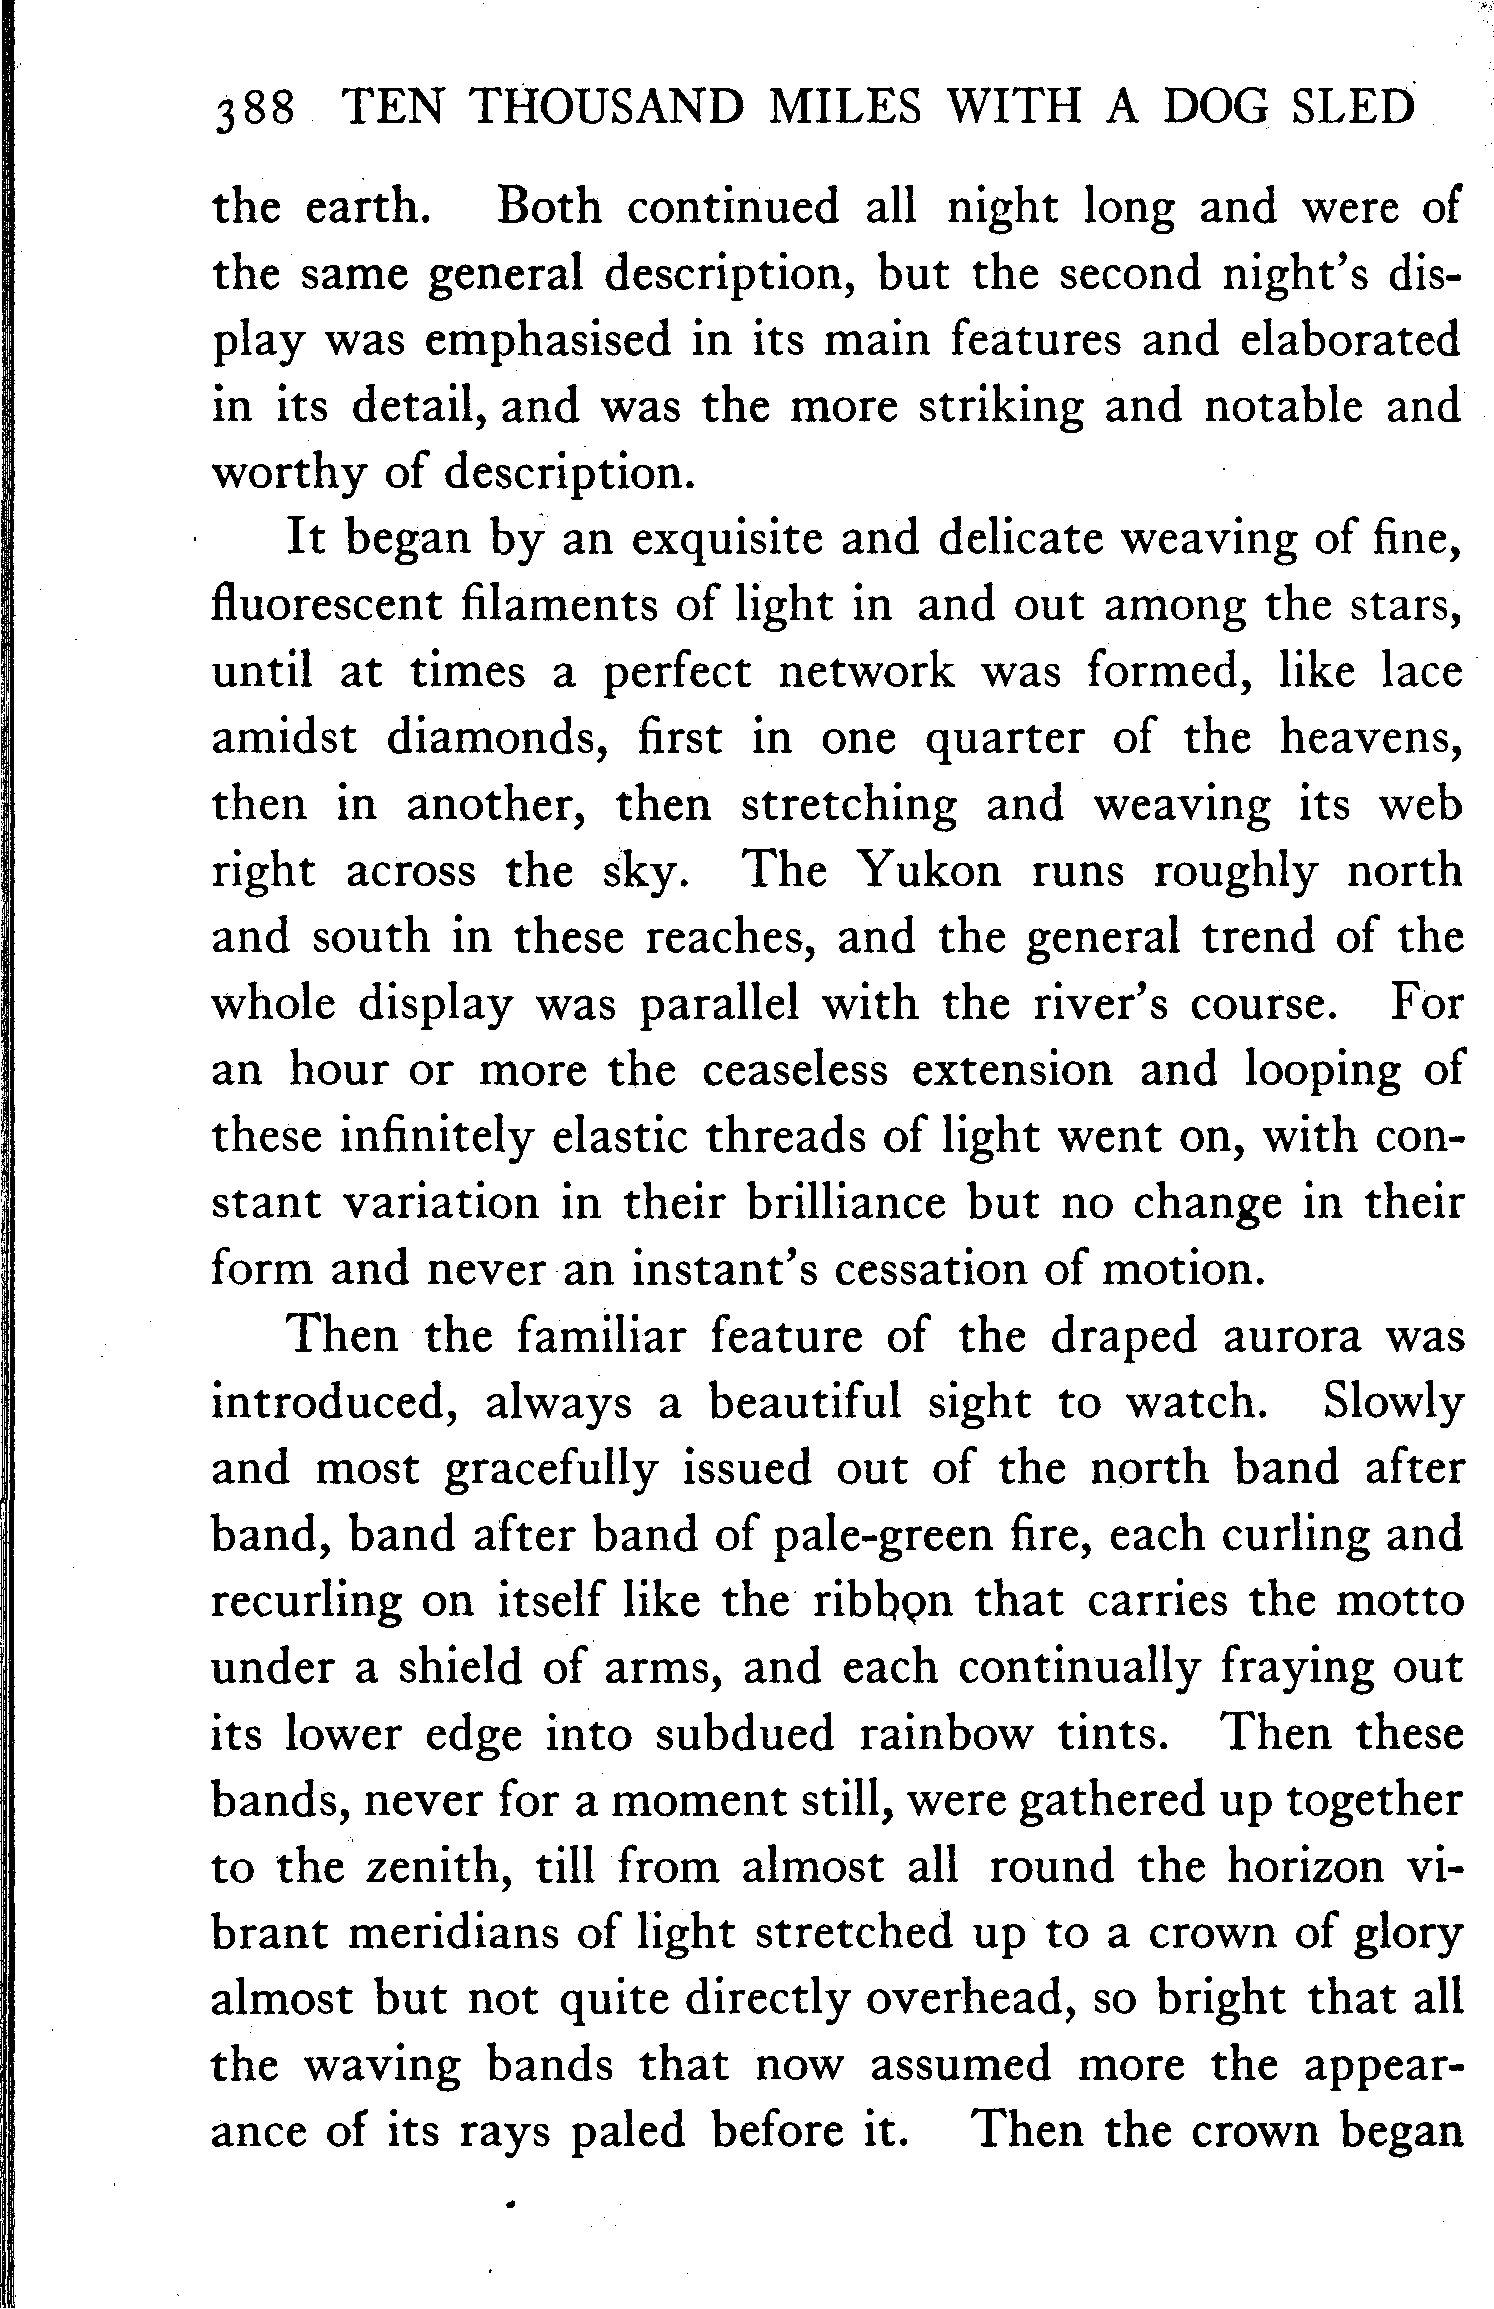 388 TEN THOUSAND MILES WITH A DOG SLED
the earth. Both continued all night long and were of
the same general description, but the second night's dis-
play was emphasised in its main features and elaborated
in its detail, and was the more striking and notable and
worthy of description.
It began by an exquisite and delicate weaving of fine,
fluorescent filaments of light in and out among the stars,
until at times a perfect network was formed, like lace
amidst diamonds, first in one quarter of the heavens,
then in another, then stretching and weaving its web
right across the sky. The Yukon runs roughly north
and south in these reaches, and the general trend of the
whole display was parallel with the river's course. For
an hour or more the ceaseless extension and looping of
these infinitely elastic threads of light went on, with con-
stant variation in their brilliance but no change in their
form and never an instant's cessation of motion.
Then the familiar feature of the draped aurora was
introduced, always a beautiful sight to watch. Slowly
and most gracefully issued out of the north band after
band, band after band of pale-green fire, each curling and
recurling on itself like the ribbon that carries the motto
under a shield of arms, and each continually fraying out
its lower edge into subdued rainbow tints. Then these
bands, never for a moment still, were gathered up together
to the zenith, till from almost all round the horizon vi-
brant meridians of light stretched up to a crown of glory
almost but not quite directly overhead, so bright that all
the waving bands that now assumed more the appear-
ance of its rays paled before it. Then the crown began